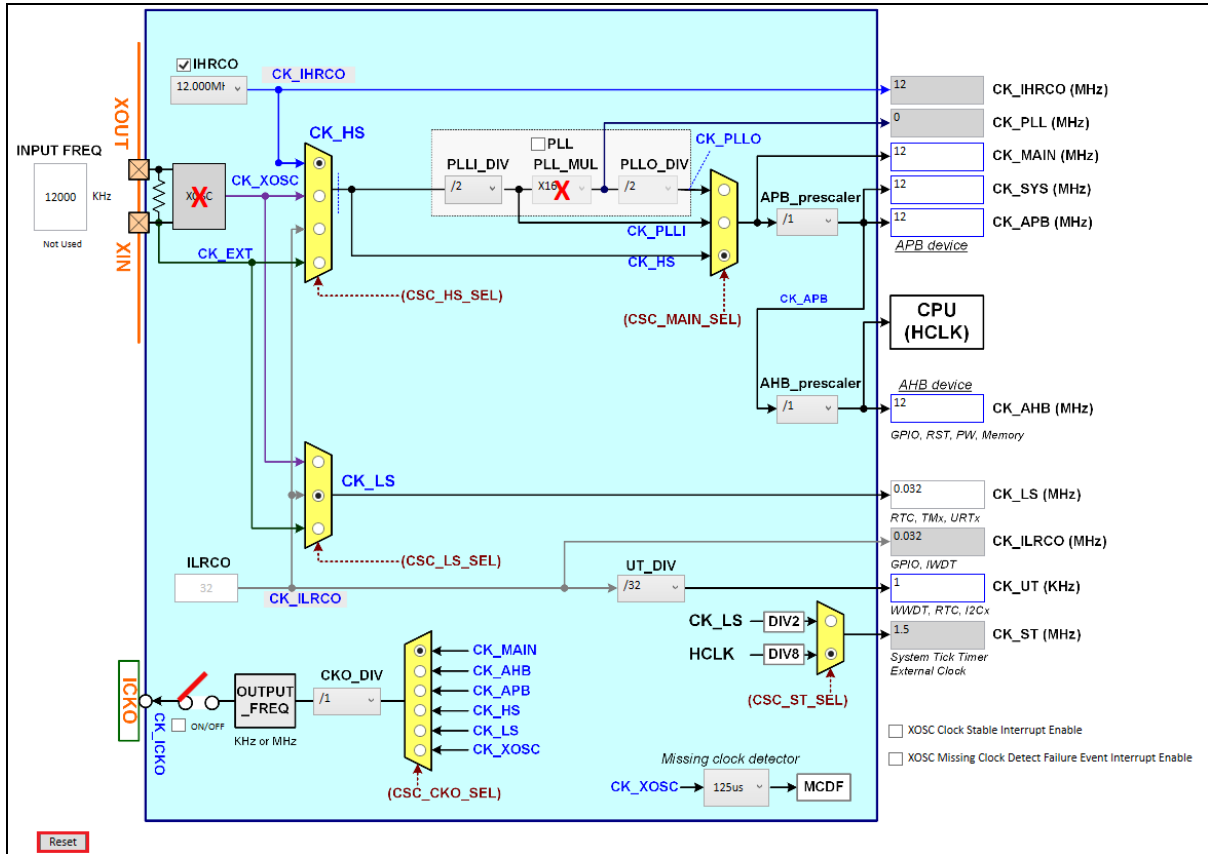 IHRCO
12.000MH
CK_IHRCO
12
CK_IHRCO (MHz)
XOUT
CK_HS
PLL
CK_PLLO
0
CK_PLL (MHz)
INPUT FREQ
12000
KHz
Not Used
XOSC
X
CK_XOSC
PLLI_DIV
PLL_MUL
PLLO_DIV
/2
X16
X
/2
12
CK_MAIN (MHz)
APB_prescaler
/1
12
CK_SYS (MHz)
12
CK_APB (MHz)
APB device
XIN
CK_EXT
CK_PLLI
CK_HS
(CSC_HS_SEL)
(CSC_MAIN_SEL)
CK_APB
CPU
(HCLK)
AHB_prescaler
/1
AHB device
12
CK_AHB (MHz)
GPIO, RST, PW, Memory
CK_LS
0.032
CK_LS (MHz)
RTC, TMx, URTx
(CSC_LS_SEL)
0.032
CK_ILRCO (MHz)
GPIO, IWDT
ILRCO
32
CK_ILRCO
UT_DIV
/32
1
CK_UT (KHz)
WWDT, RTC, I2Cx
CK_LS
DIV2
HCLK
DIV8
1.5
CK_ST (MHz)
System Tick Timer
External Clock
(CSC_ST_SEL)
ICKO
CK_ICKO
ON/OFF
OUTPUT
_FREQ
KHz or MHz
CKO_DIV
/1
CK_MAIN
CK_AHB
CK_APB
CK_HS
CK_LS
CK_XOSC
(CSC_CKO_SEL)
Missing clock detector
CK_XOSC
125us
MCDF
XOSC Clock Stable Interrupt Enable
XOSC Missing Clock Detect Failure Event Interrupt Enable
Reset